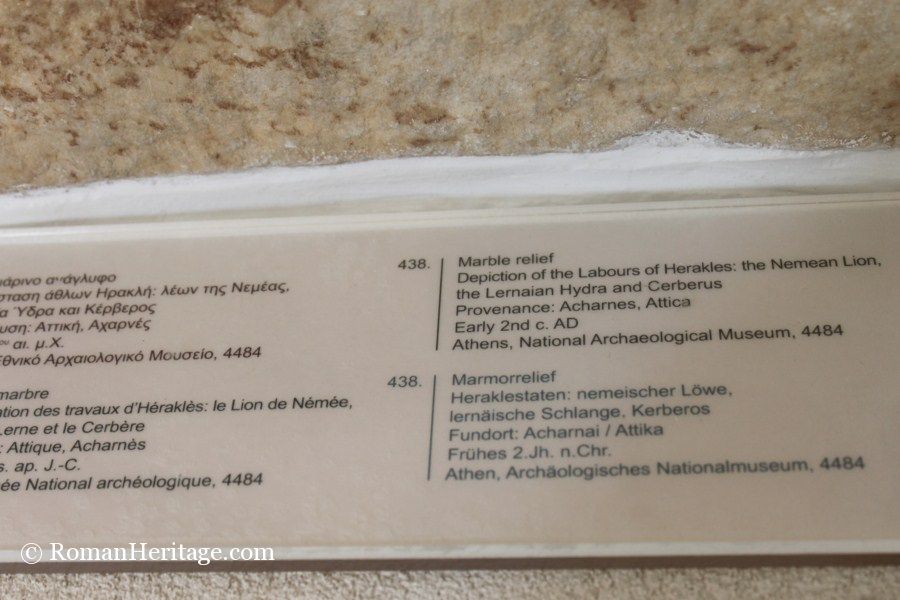 ανάγλυφο
άθλων Ηρακλή: λέων της Νεμέας,
Ύδρα και Κέρβερος
Αττική, Αχαρνές
αι. μ.Χ.
Εθνικό Αρχαιολογικό Μουσείο, 4484
marbre
des travaux d'Héraklès: le Lion de Némée,
Lerne et le Cerbère
: Attique, Acharnès
ap. J.-C.
National archéologique, 4484
438.
Marble relief
Depiction of the Labours of Herakles: the Nemean Lion,
the Lernaian Hydra and Cerberus
Provenance: Acharnes, Attica
Early 2nd c. AD
Athens, National Archaeological Museum, 4484
438.
Marmorrelief
Heraklestaten: nemeischer Löwe,
lernäische Schlange, Kerberos
Fundort: Acharnai / Attika
Frühes 2.Jh. n.Chr.
Athen, Archäologisches Nationalmuseum, 4484
© RomanHeritage.com